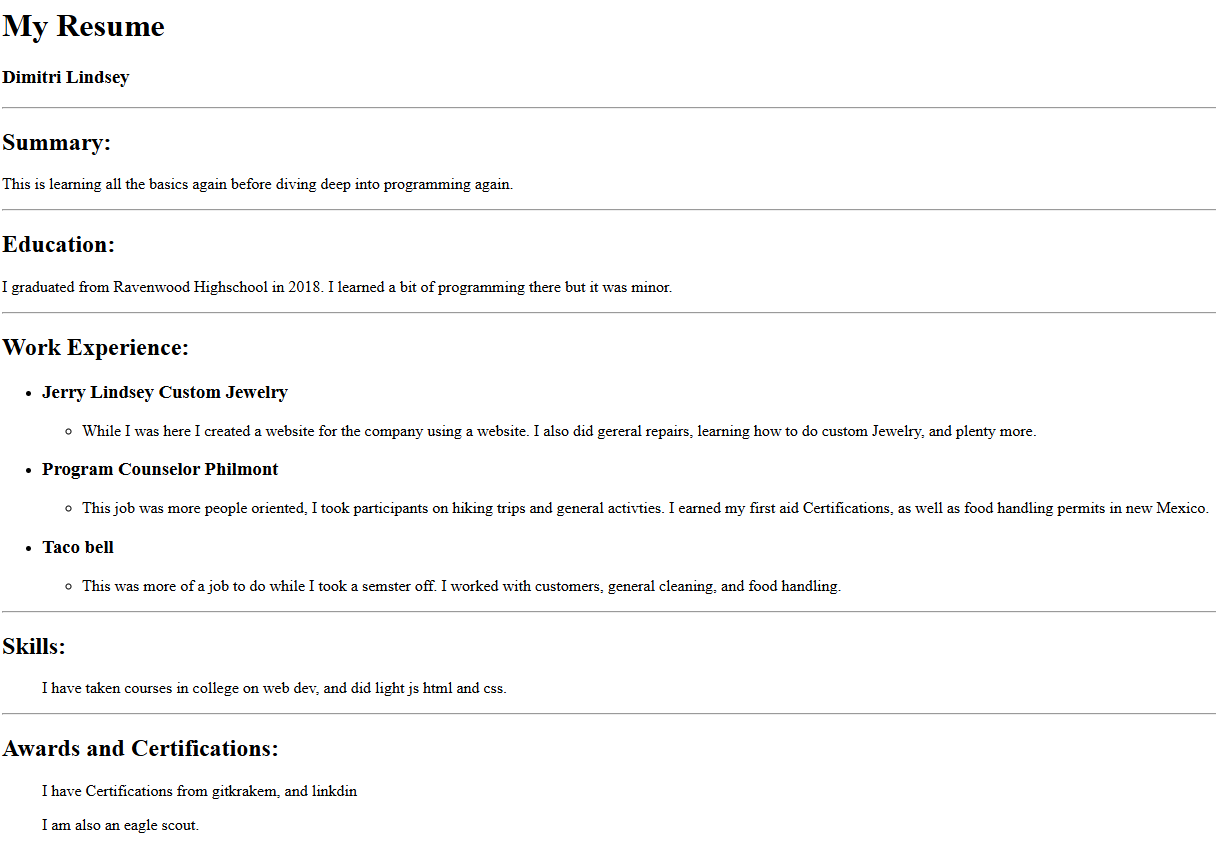 My Resume
Dimitri Lindsey
Summary:
This is learning all the basics again before diving deep into programming again.
Education:
I graduated from Ravenwood Highschool in 2018. I learned a bit of programming there but it was minor.
Work Experience:
Jerry Lindsey Custom Jewelry
While I was here I created a website for the company using a website. I also did gereral repairs, learning how to do custom Jewelry, and plenty more.
Program Counselor Philmont
This job was more people oriented, I took participants on hiking trips and general activties. I earned my first aid Certifications, as well as food handling permits in new Mexico.
Taco bell
This was more of a job to do while I took a semster off. I worked with customers, general cleaning, and food handling.
Skills:
I have taken courses in college on web dev, and did light js html and css.
Awards and Certifications:
I have Certifications from gitkrakem, and linkdin
I am also an eagle scout.